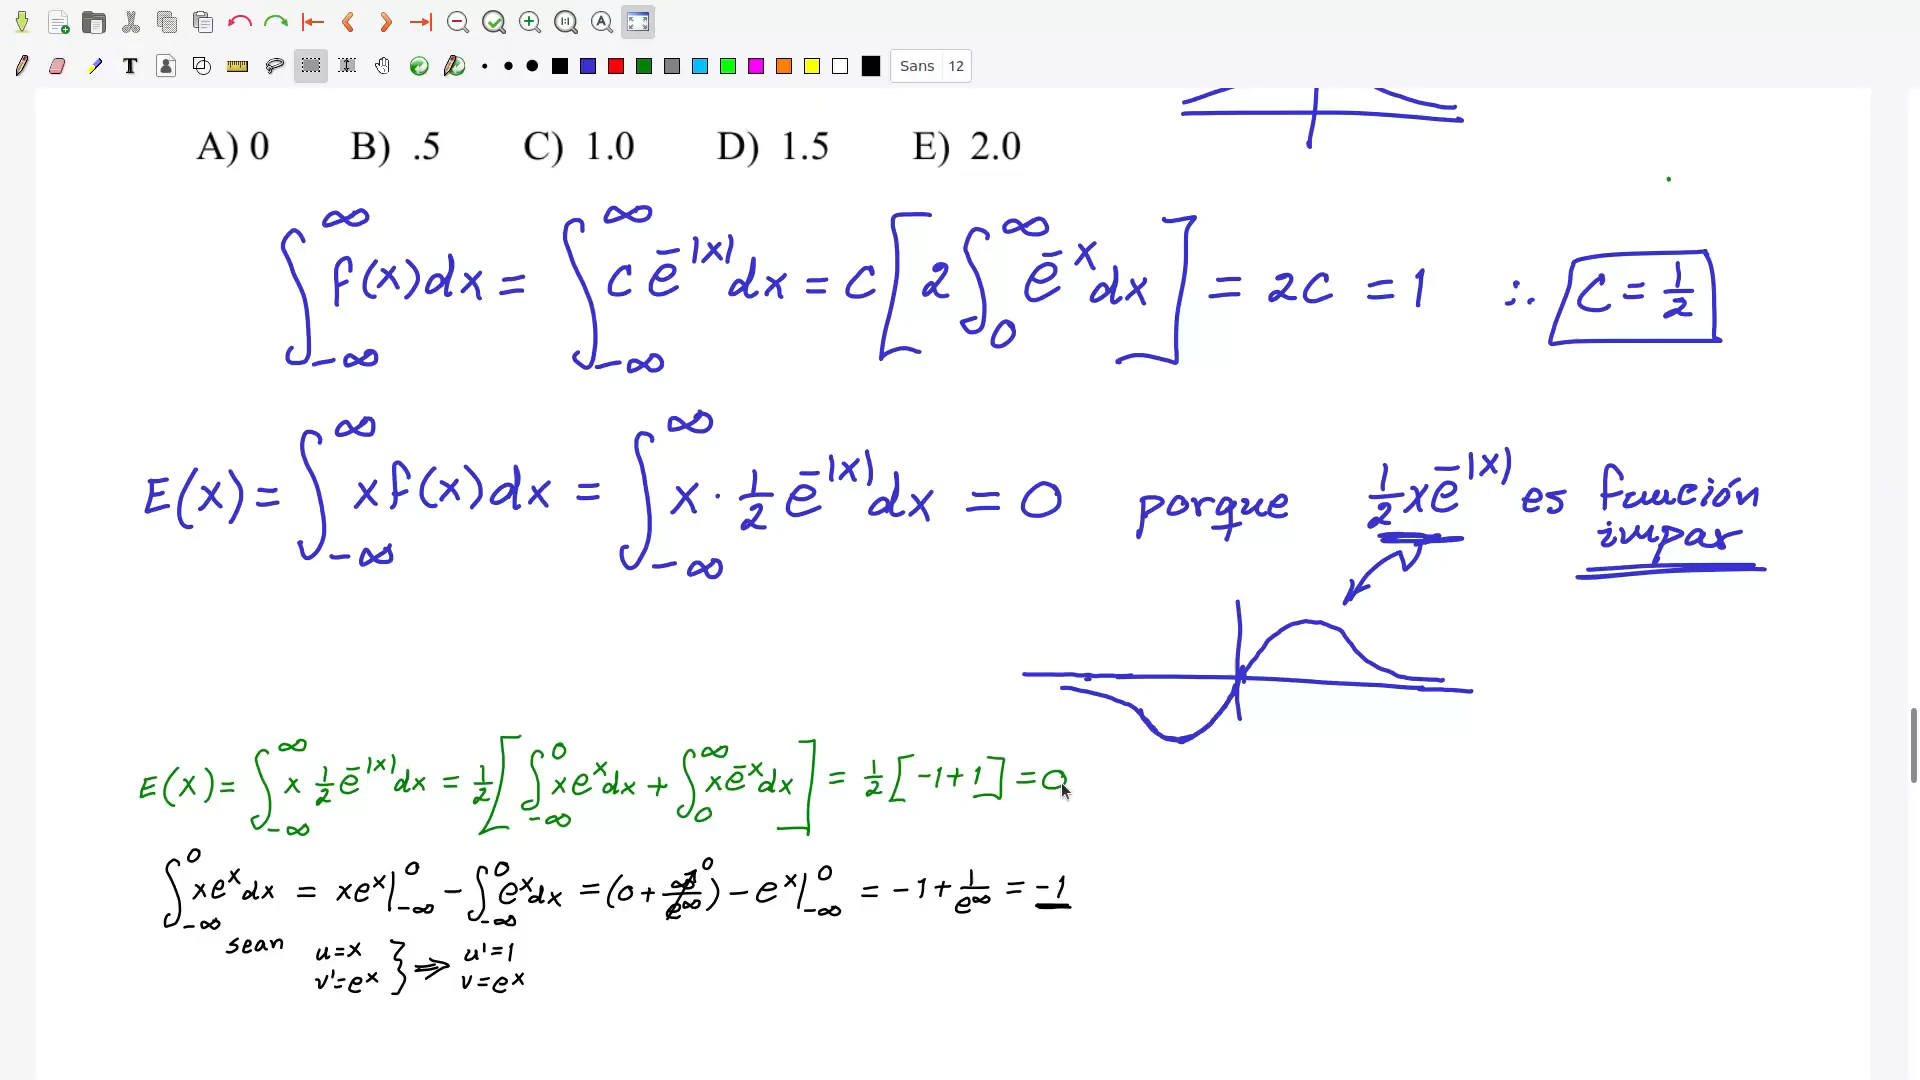 Sans 12
A) 0 B) .5 C) 1.0 D) 1.5 E) 2.0
∫_{-∞}^{∞} f(x)dx = ∫_{-∞}^{∞} c e^{-|x|} dx = c [ 2 ∫_0^∞ e^{-x} dx ] = 2c = 1 ∴ C = 1/2
E(x) = ∫_{-∞}^{∞} x f(x) dx = ∫_{-∞}^{∞} x · 1/2 e^{-|x|} dx = 0 porque 1/2 x e^{-|x|} es función
impar
E(x) = ∫_{-∞}^{∞} x 1/2 e^{-|x|} dx = 1/2 [ ∫_{-∞}^0 x e^x dx + ∫_0^∞ x e^{-x} dx ] = 1/2 [-1+1] = 0
∫_{-∞}^0 x e^x dx = x e^x |_{-∞}^0 - ∫_{-∞}^0 e^x dx = (0 + ∞/e^∞ 0) - e^x |_{-∞}^0 = -1 + 1/e^∞ = -1
sean u = x } ⇒ u' = 1
v' = e^x v = e^x